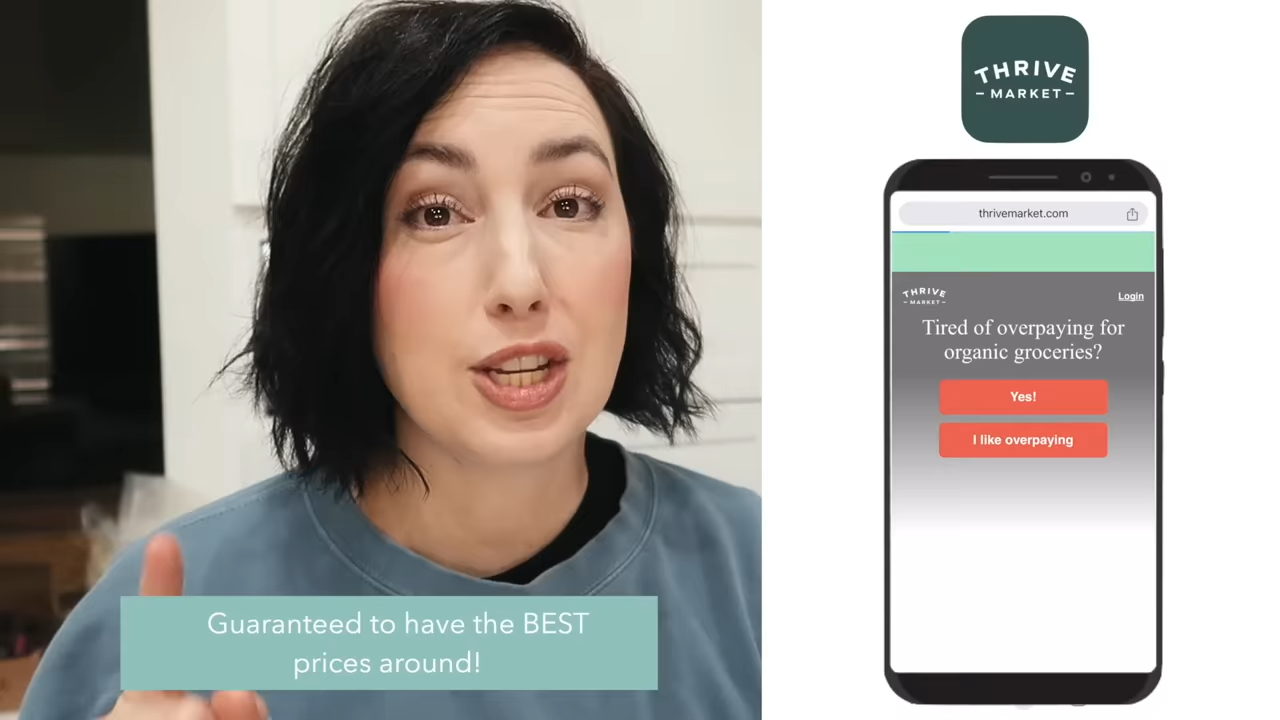 Guaranteed to have the BEST
prices around!
THRIVE
MARKET
thrivemarket.com
THRIVE
MARKET
Login
Tired of overpaying for
organic groceries?
Yes!
I like overpaying